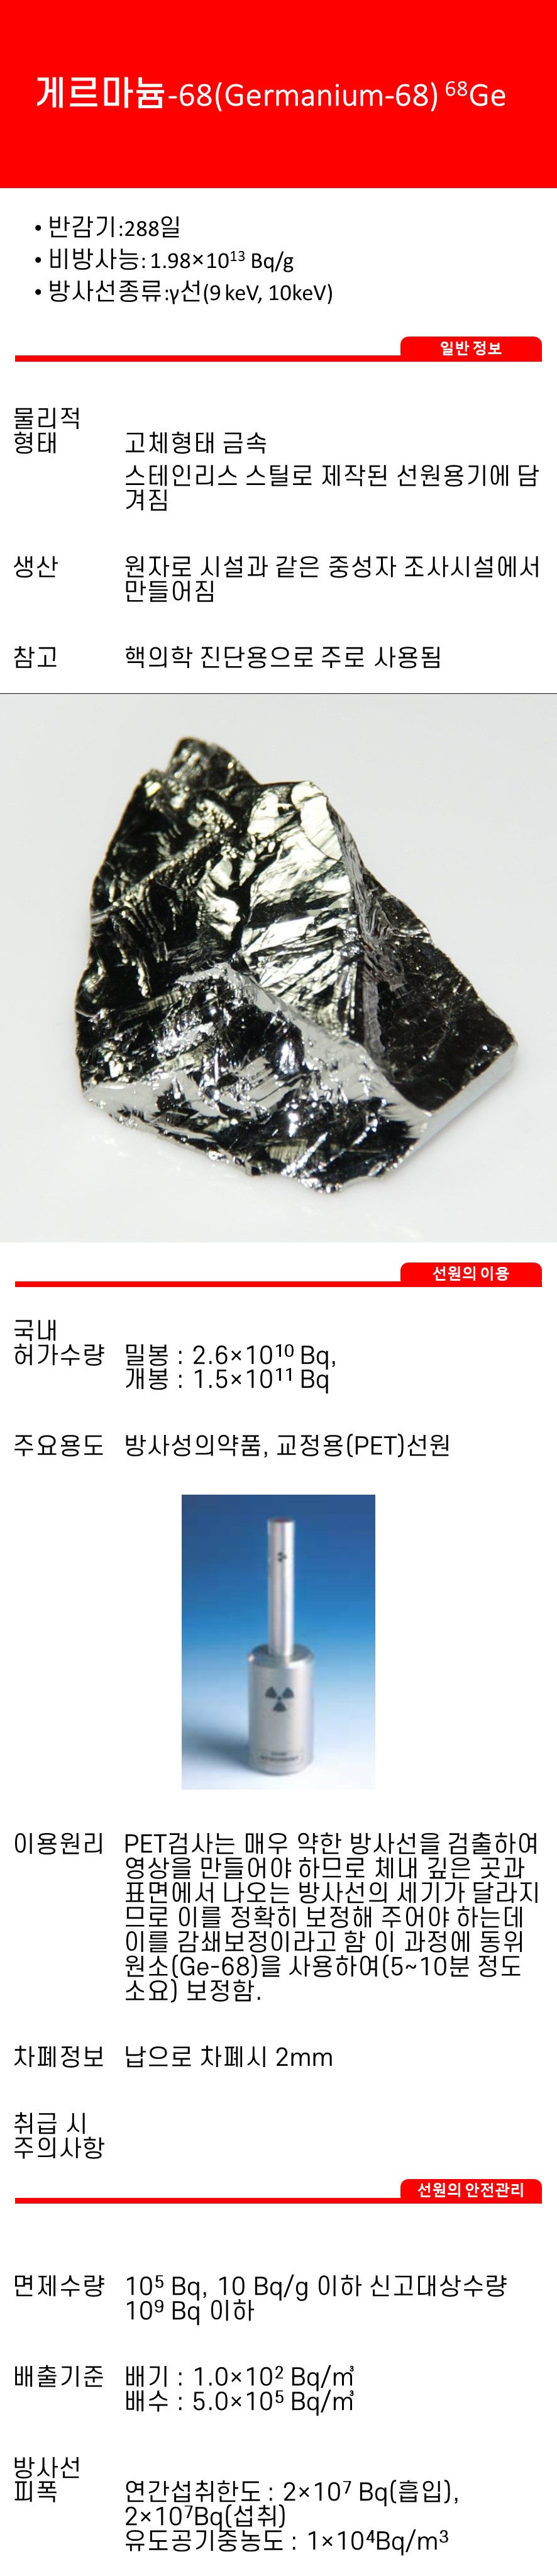 게르마늄-68(Germanium-68) ⁶⁸Ge
• 반감기:288일
• 비방사능: 1.98×10¹³ Bq/g
• 방사선종류:γ선(9 keV, 10keV)
일반 정보
물리적
형태 고체형태 금속
스테인리스 스틸로 제작된 선원용기에 담
겨짐
생산 원자로 시설과 같은 중성자 조사시설에서
만들어짐
참고 핵의학 진단용으로 주로 사용됨
선원의 이용
국내
허가수량 밀봉 : 2.6×10¹⁰ Bq,
개봉 : 1.5×10¹¹ Bq
주요용도 방사성의약품, 교정용(PET)선원
이용원리 PET검사는 매우 약한 방사선을 검출하여
영상을 만들어야 하므로 체내 깊은 곳과
표면에서 나오는 방사선의 세기가 달라지
므로 이를 정확히 보정해 주어야 하는데
이를 감쇄보정이라고 함 이 과정에 동위
원소(Ge-68)을 사용하여(5~10분 정도
소요) 보정함.
차폐정보 납으로 차폐시 2mm
취급 시
주의사항
선원의 안전관리
면제수량 10⁵ Bq, 10 Bq/g 이하 신고대상수량
10⁹ Bq 이하
배출기준 배기 : 1.0×10² Bq/㎥
배수 : 5.0×10⁵ Bq/㎥
방사선
피폭 연간섭취한도 : 2×10⁷ Bq(흡입),
2×10⁷Bq(섭취)
유도공기중농도 : 1×10⁴Bq/m³